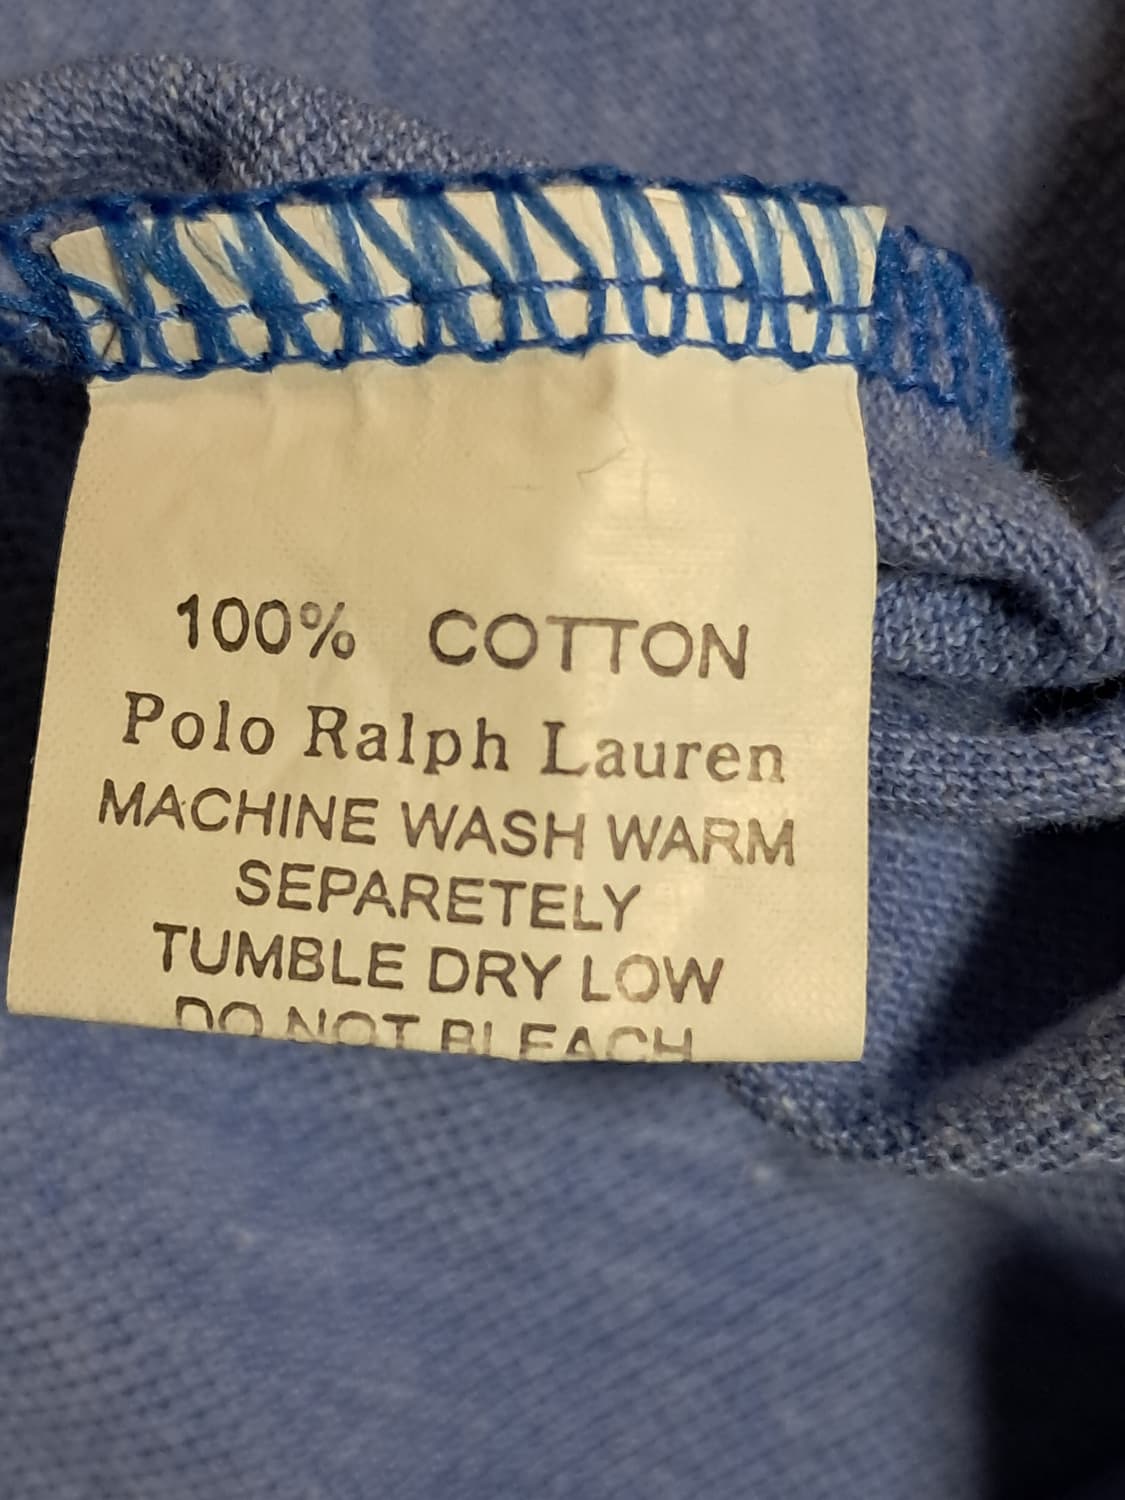 100% COTTON
Polo Ralph Lauren
MACHINE WASH WARM
SEPARETELY
TUMBLE DRY LOW
DO NOT BLEACH